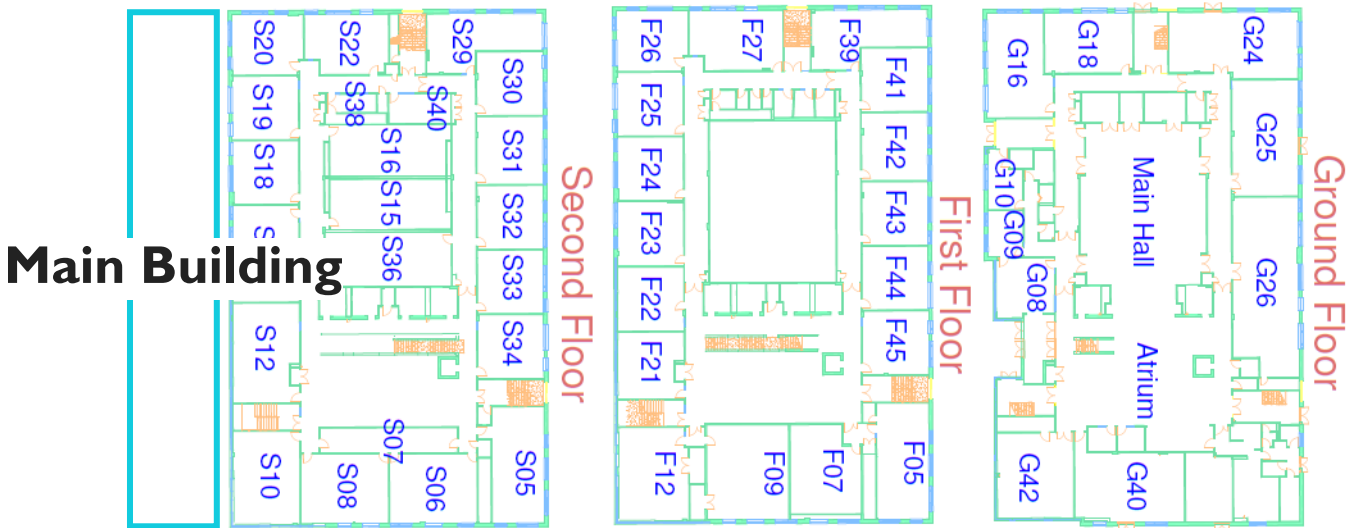 Main Building
S20
S22
S29
S30
S19
S38
S40
S31
S18
S16
S15
S32
S
S36
S33
S12
S34
S07
S10
S08
S06
S05
Second Floor
F26
F27
F39
F41
F25
F42
F24
F43
F23
F44
F22
F45
F21
F12
F09
F07
F05
First Floor
G16
G18
G24
G25
G10
G09
Main Hall
G08
G26
Atrium
G42
G40
Ground Floor